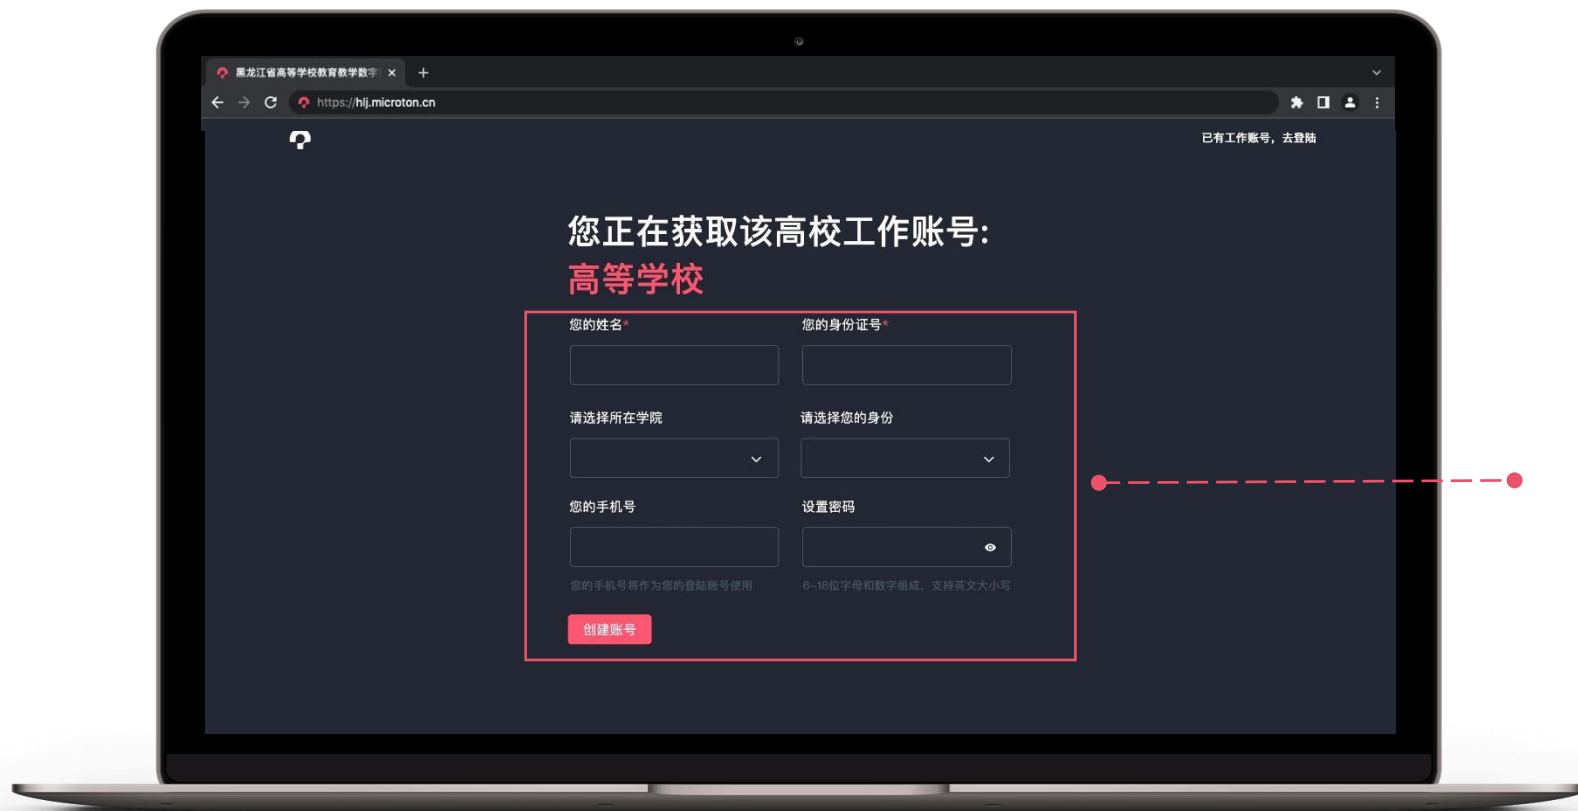 黑龙江省高等学校教育教学数字
https://hlj.microton.cn
已有工作账号，去登陆
您正在获取该高校工作账号:
高等学校
您的姓名* 您的身份证号*
请选择所在学院 请选择您的身份
您的手机号 设置密码
您的手机号将作为您的登陆账号使用 6-18位字母和数字组成，支持英文大小写
创建账号